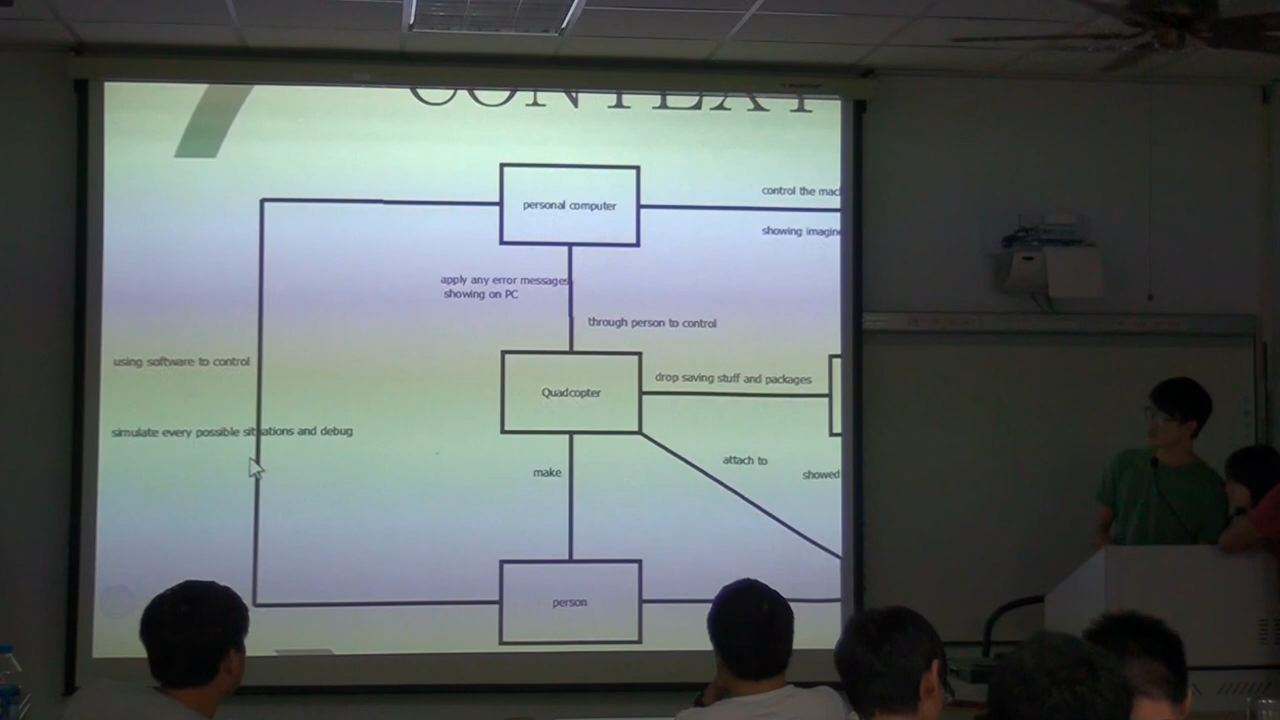 CONTEXT
personal computer
control the mac
showing imagin
apply any error messages
showing on PC
through person to control
using software to control
drop saving stuff and packages
Quadcopter
simulate every possible situations and debug
attach to
make
showed
person